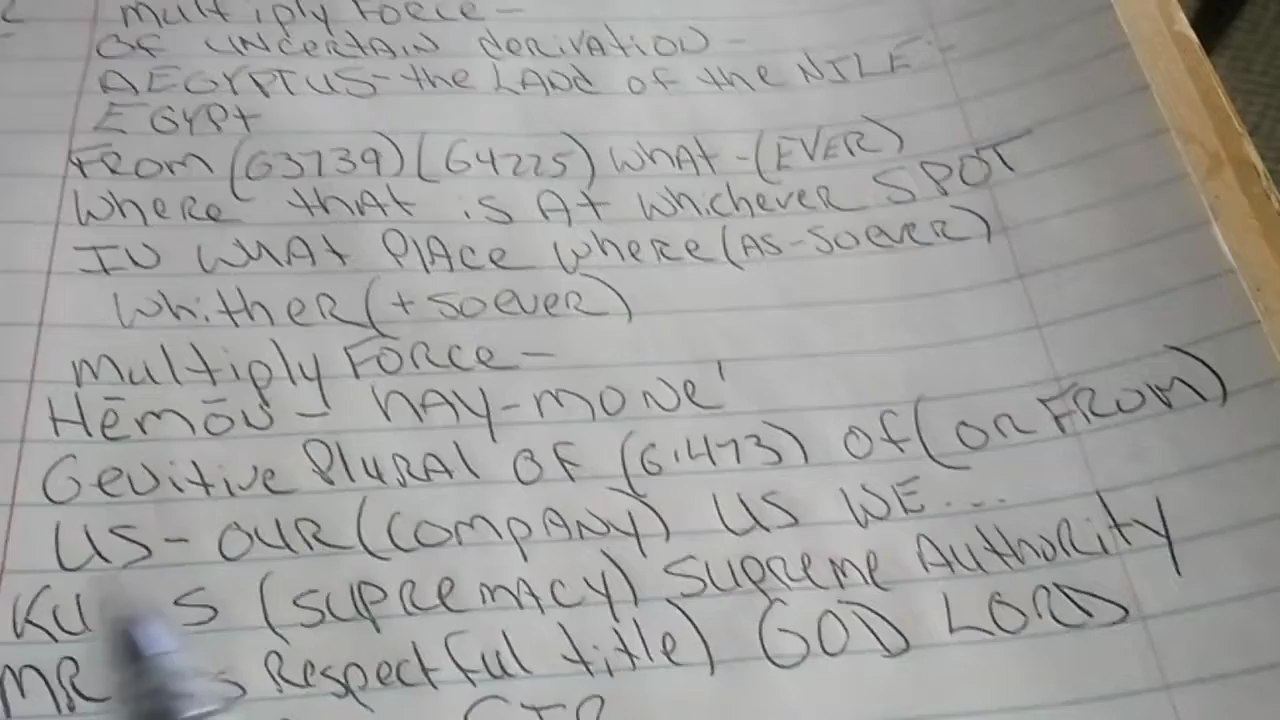 multiply Force -
OF UNCERTAIN derivation -
AEGYPTUS - the LAND of the NILE -
EGYPT
FROM (G3739) (G4225) WHAT - (EVER)
Where that is At whichever SPOT
IN WHAT PLACE where (AS-SOEVER)
whither (+ soever)
Multiply FORCE -
Hēmōn - hAY-MONE'
Genitive Plural OF (G.1473) OF (OR FROM)
US - OUR (COMPANY) US WE...
(SUPREMACY) Supreme Authority
MR Respectful title) GOD LORD